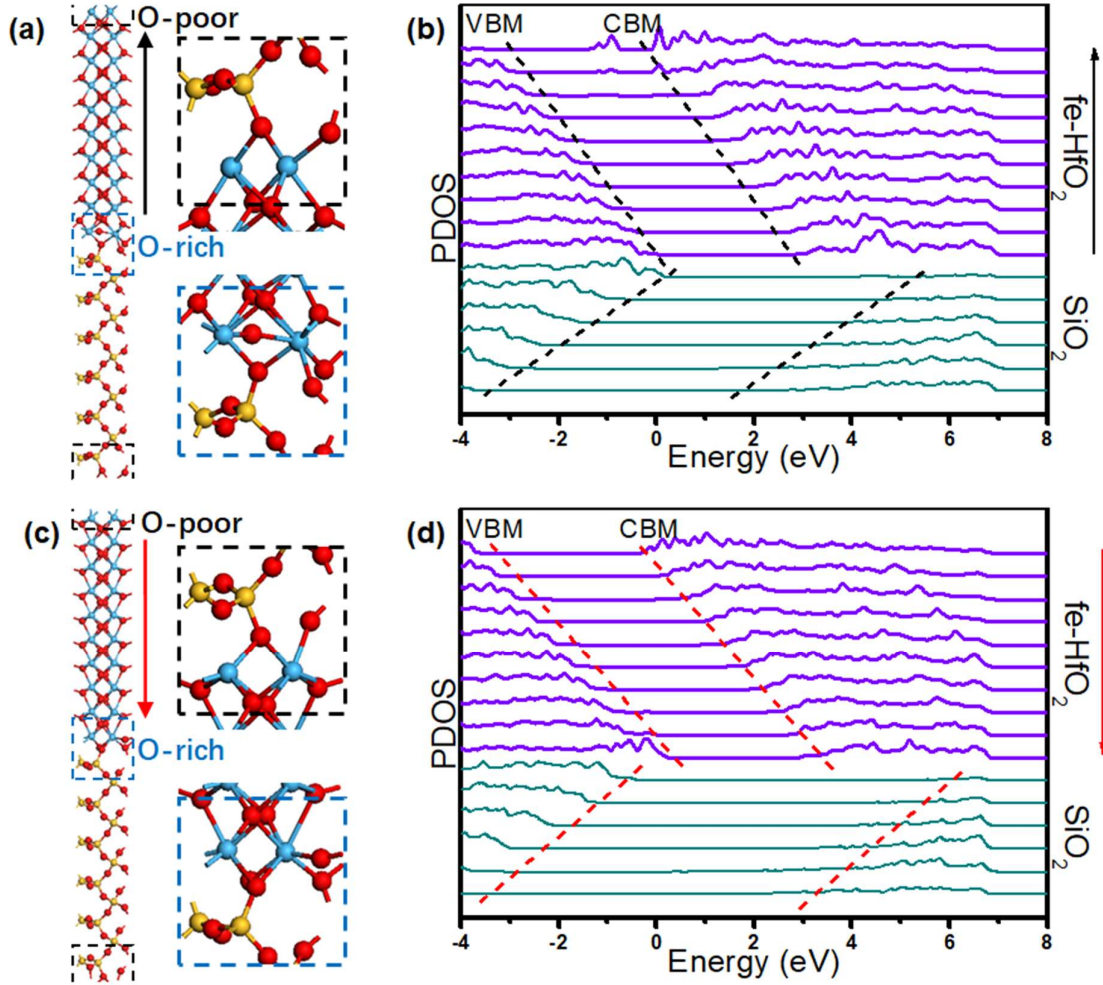 (a)
O-poor
O-rich
(b)
VBM
CBM
PDOS
fe-HfO2
SiO2
-4 -2 0 2 4 6 8
Energy (eV)
(c)
O-poor
O-rich
(d)
VBM
CBM
PDOS
fe-HfO2
SiO2
-4 -2 0 2 4 6 8
Energy (eV)